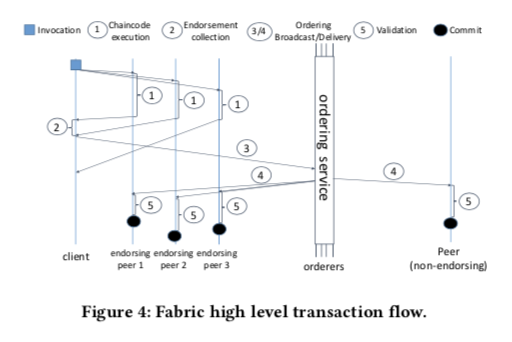 Invocation
1 Chaincode execution
2 Endorsement collection
3/4 Ordering Broadcast/Delivery
5 Validation
Commit
1
1
1
2
3
4
4
5
5
5
5
ordering service
client
endorsing peer 1
endorsing peer 2
endorsing peer 3
orderers
Peer
(non-endorsing)
Figure 4: Fabric high level transaction flow.